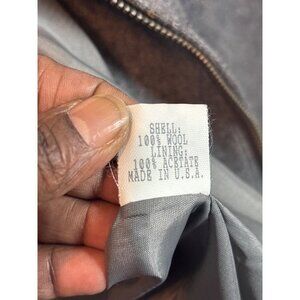 SHELL:
100% WOOL
LINING:
100% ACETATE
MADE IN U.S.A.